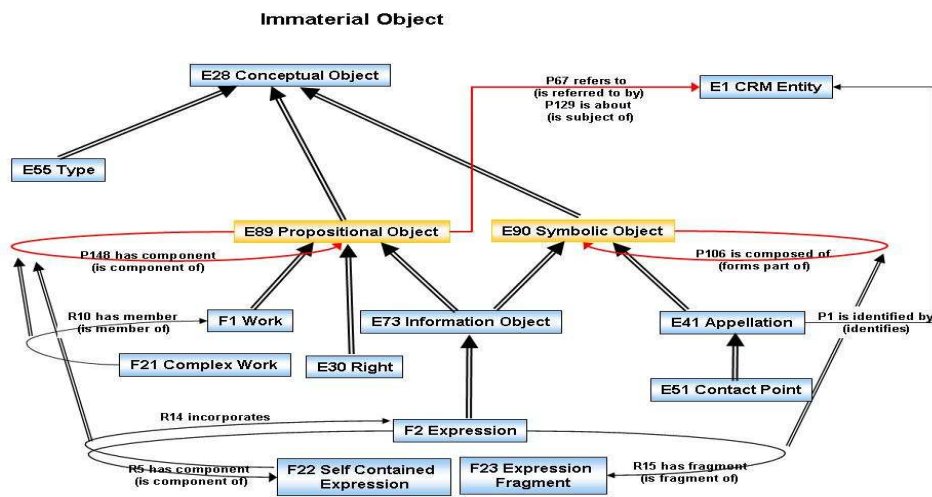 Immaterial Object
E28 Conceptual Object
P67 refers to
(is referred to by)
P129 is about
(is subject of)
E1 CRM Entity
E55 Type
E89 Propositional Object
E90 Symbolic Object
P148 has component
(is component of)
P106 is composed of
(forms part of)
R10 has member
(is member of)
F1 Work
E73 Information Object
E41 Appellation
P1 is identified by
(identifies)
F21 Complex Work
E30 Right
E51 Contact Point
R14 incorporates
F2 Expression
R5 has component
(is component of)
F22 Self Contained
Expression
F23 Expression
Fragment
R15 has fragment
(is fragment of)